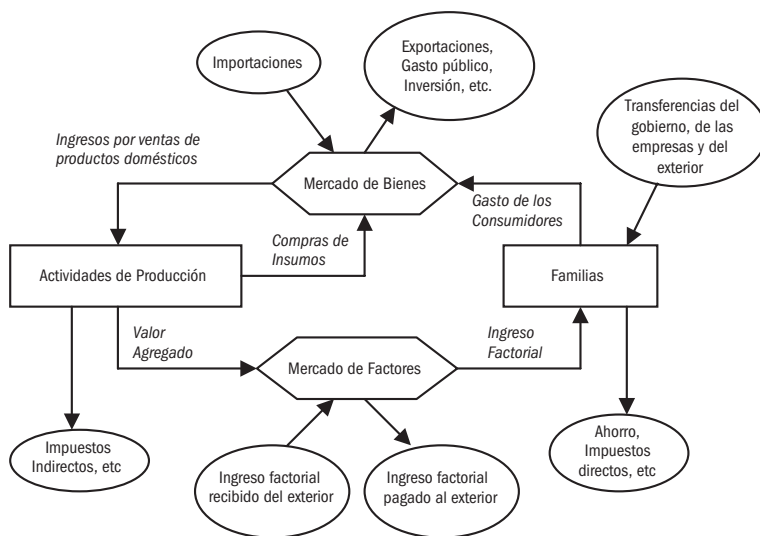 Importaciones
Exportaciones,
Gasto público,
Inversión, etc.
Transferencias del
gobierno, de las
empresas y del
exterior
Ingresos por ventas de
productos domésticos
Mercado de Bienes
Gasto de los
Consumidores
Compras de
Insumos
Actividades de Producción
Familias
Valor
Agregado
Ingreso
Factorial
Mercado de Factores
Impuestos
Indirectos, etc
Ingreso factorial
recibido del exterior
Ingreso factorial
pagado al exterior
Ahorro,
Impuestos
directos, etc